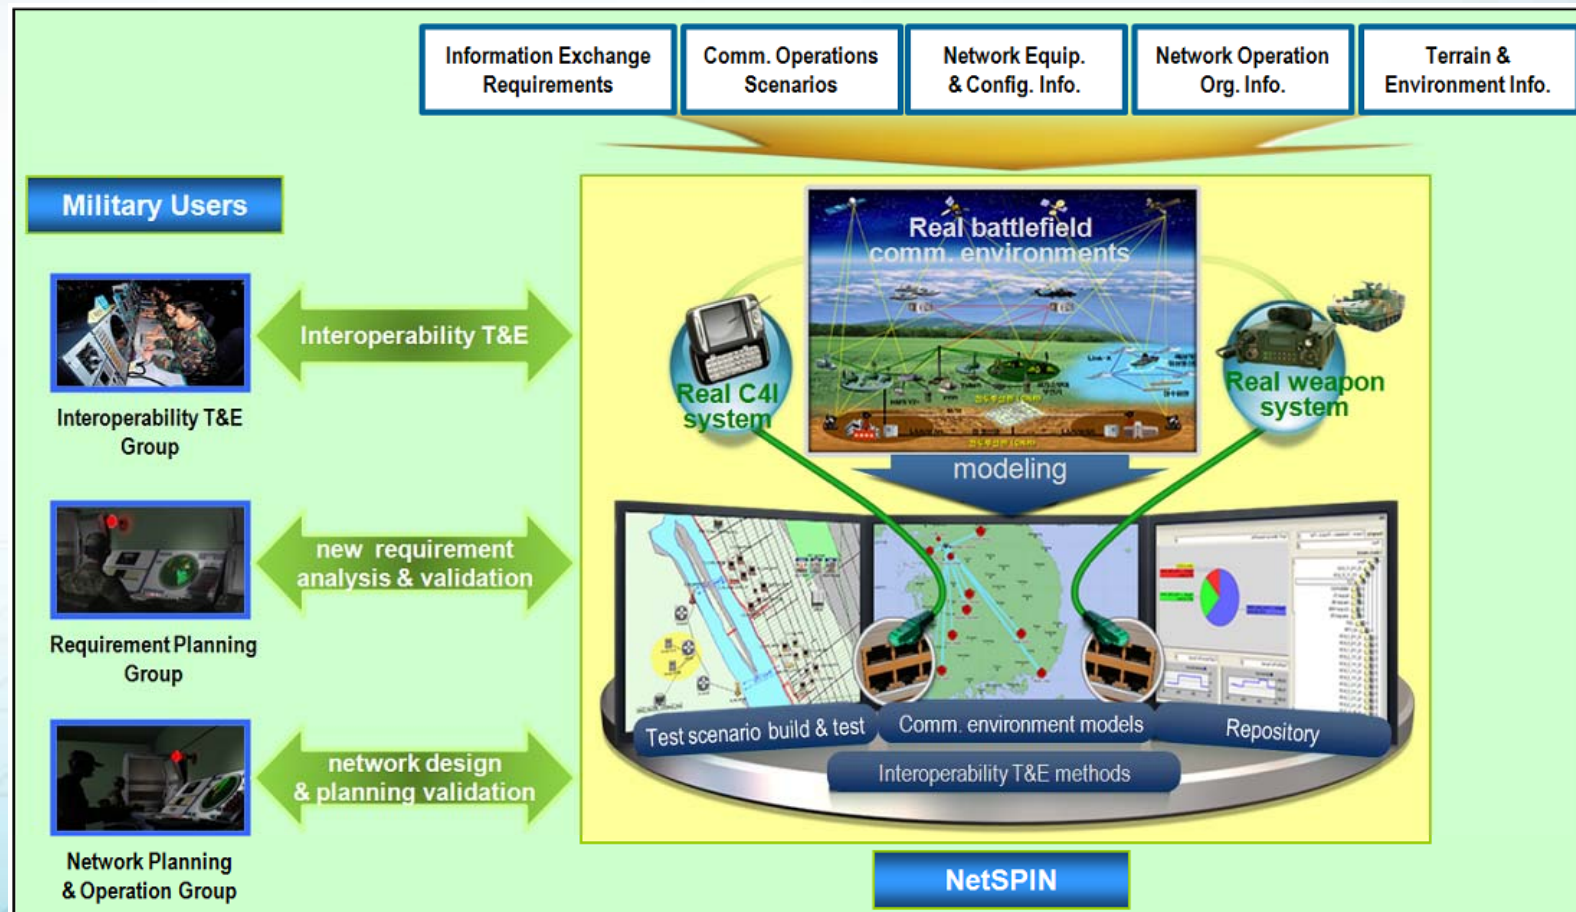 Information Exchange
Requirements
Comm. Operations
Scenarios
Network Equip.
& Config. Info.
Network Operation
Org. Info.
Terrain &
Environment Info.
Military Users
Interoperability T&E
Group
Requirement Planning
Group
Network Planning
& Operation Group
Interoperability T&E
new requirement
analysis & validation
network design
& planning validation
Real battlefield
comm. environments
Real C4I
system
Real weapon
system
Link-K
modeling
Test scenario build & test
Comm. environment models
Repository
Interoperability T&E methods
NetSPIN